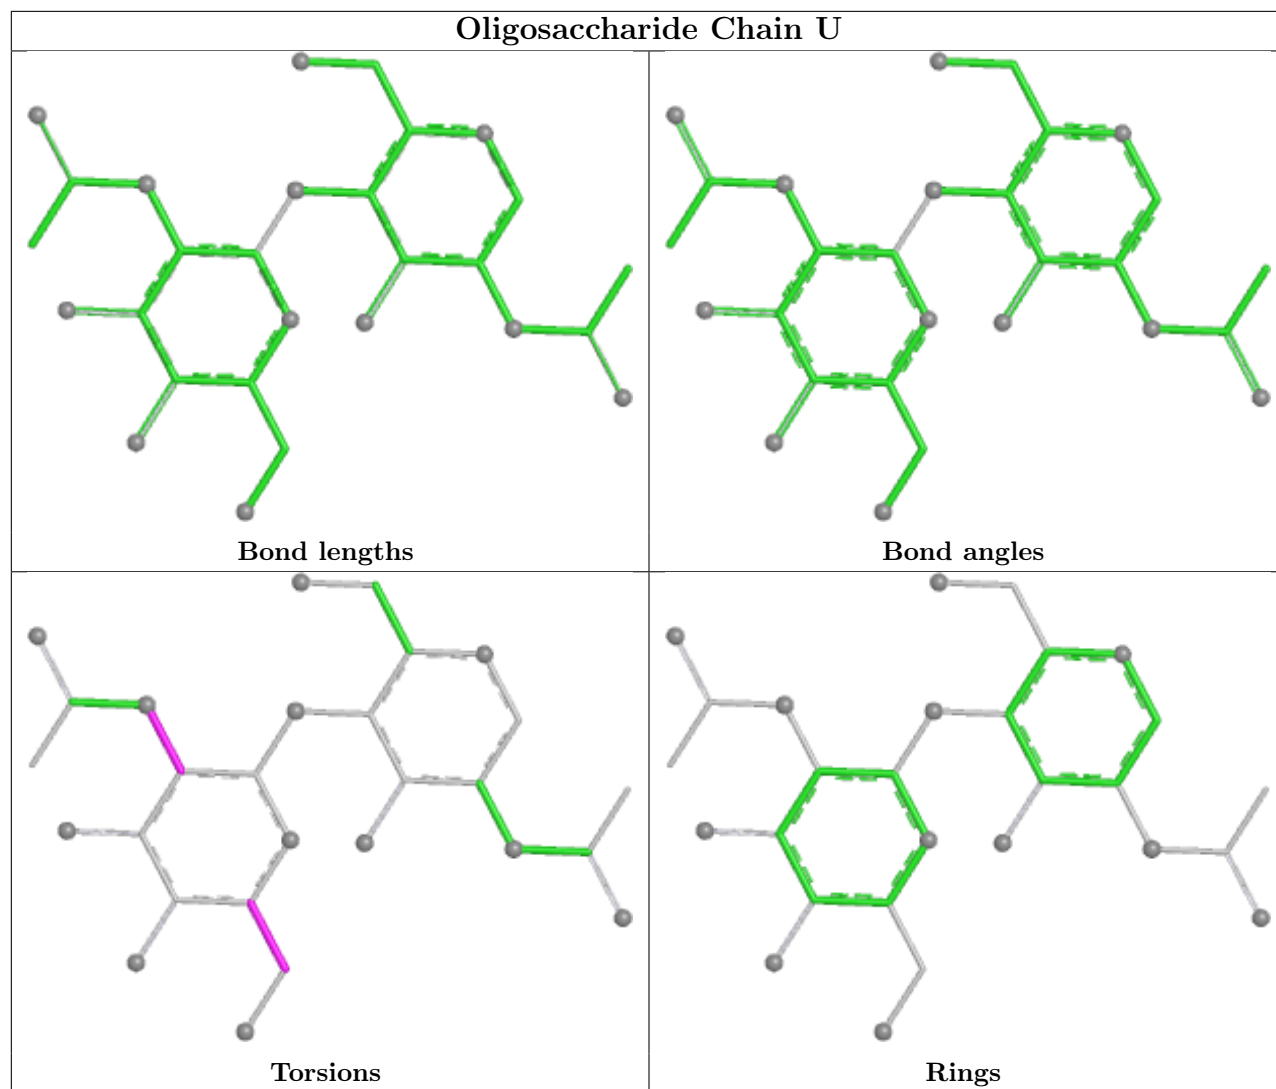 Oligosaccharide Chain U
Bond lengths
Bond angles
Torsions
Rings